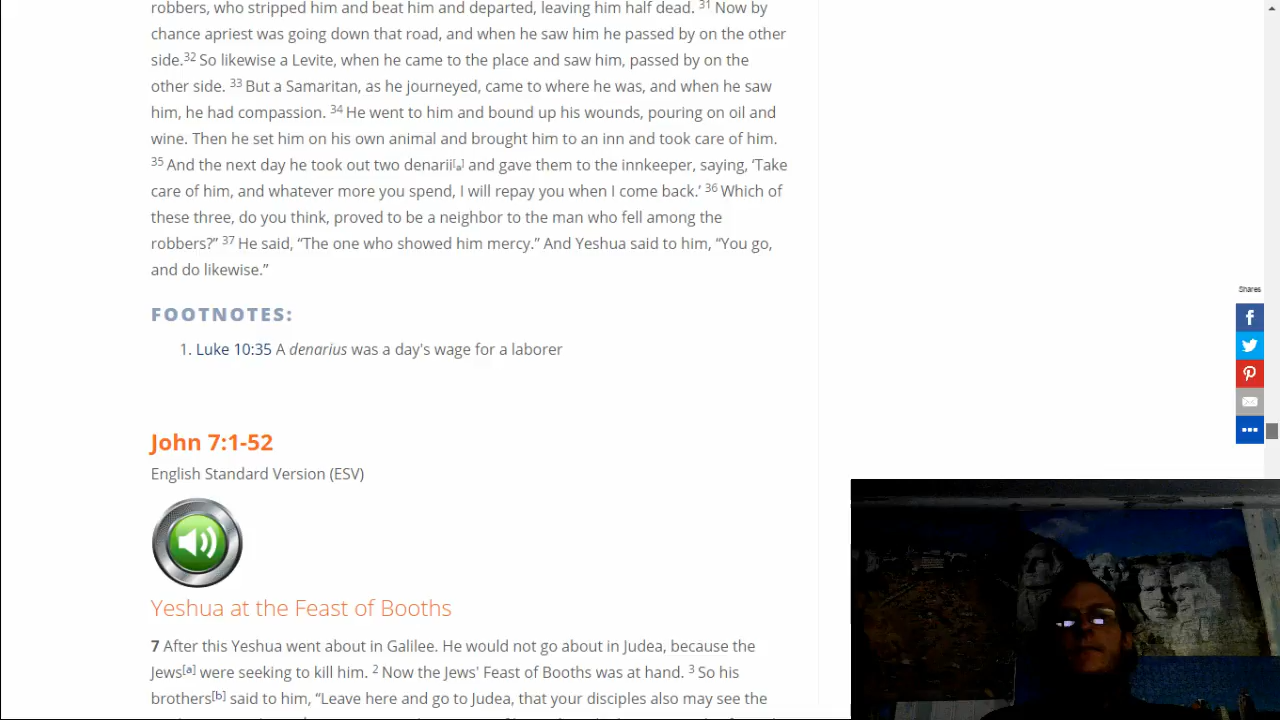 robbers, who stripped him and beat him and departed, leaving him half dead. 31 Now by
chance apriest was going down that road, and when he saw him he passed by on the other
side.32 So likewise a Levite, when he came to the place and saw him, passed by on the
other side. 33 But a Samaritan, as he journeyed, came to where he was, and when he saw
him, he had compassion. 34 He went to him and bound up his wounds, pouring on oil and
wine. Then he set him on his own animal and brought him to an inn and took care of him.
35 And the next day he took out two denarii[a] and gave them to the innkeeper, saying, ‘Take
care of him, and whatever more you spend, I will repay you when I come back.’ 36 Which of
these three, do you think, proved to be a neighbor to the man who fell among the
robbers?” 37 He said, “The one who showed him mercy.” And Yeshua said to him, “You go,
and do likewise.”
FOOTNOTES:
1. Luke 10:35 A denarius was a day's wage for a laborer
Shares
John 7:1-52
English Standard Version (ESV)
Yeshua at the Feast of Booths
7 After this Yeshua went about in Galilee. He would not go about in Judea, because the
Jews[a] were seeking to kill him. 2 Now the Jews' Feast of Booths was at hand. 3 So his
brothers[b] said to him, “Leave here and go to Judea, that your disciples also may see the